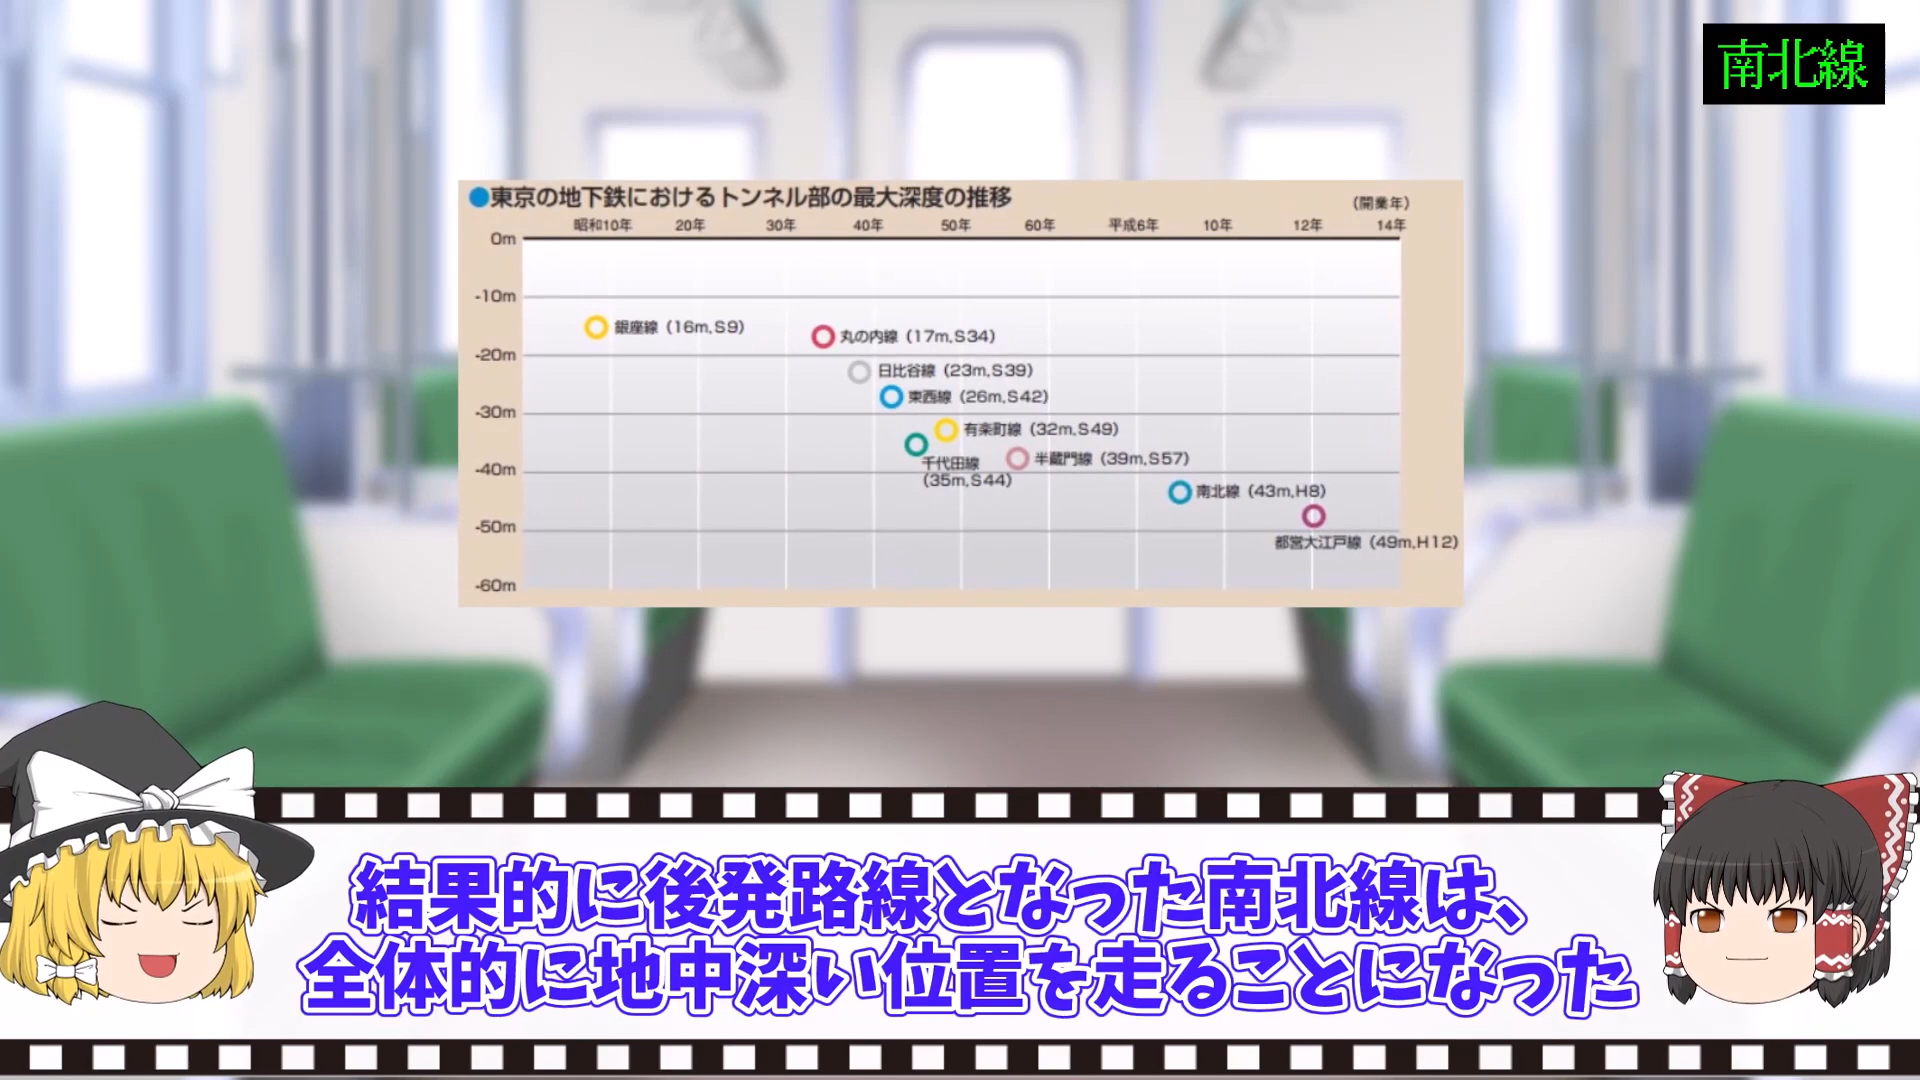 南北線
●東京の地下鉄におけるトンネル部の最大深度の推移
(開業年)
昭和10年 20年 30年 40年 50年 60年 平成6年 10年 12年 14年
0m
-10m
銀座線(16m,S9)
丸の内線(17m,S34)
-20m
日比谷線(23m,S39)
東西線(26m,S42)
-30m
有楽町線(32m,S49)
千代田線
(35m,S44)
半蔵門線(39m,S57)
-40m
南北線(43m,H8)
-50m
都営大江戸線(49m,H12)
-60m
結果的に後発路線となった南北線は、
全体的に地中深い位置を走ることになった